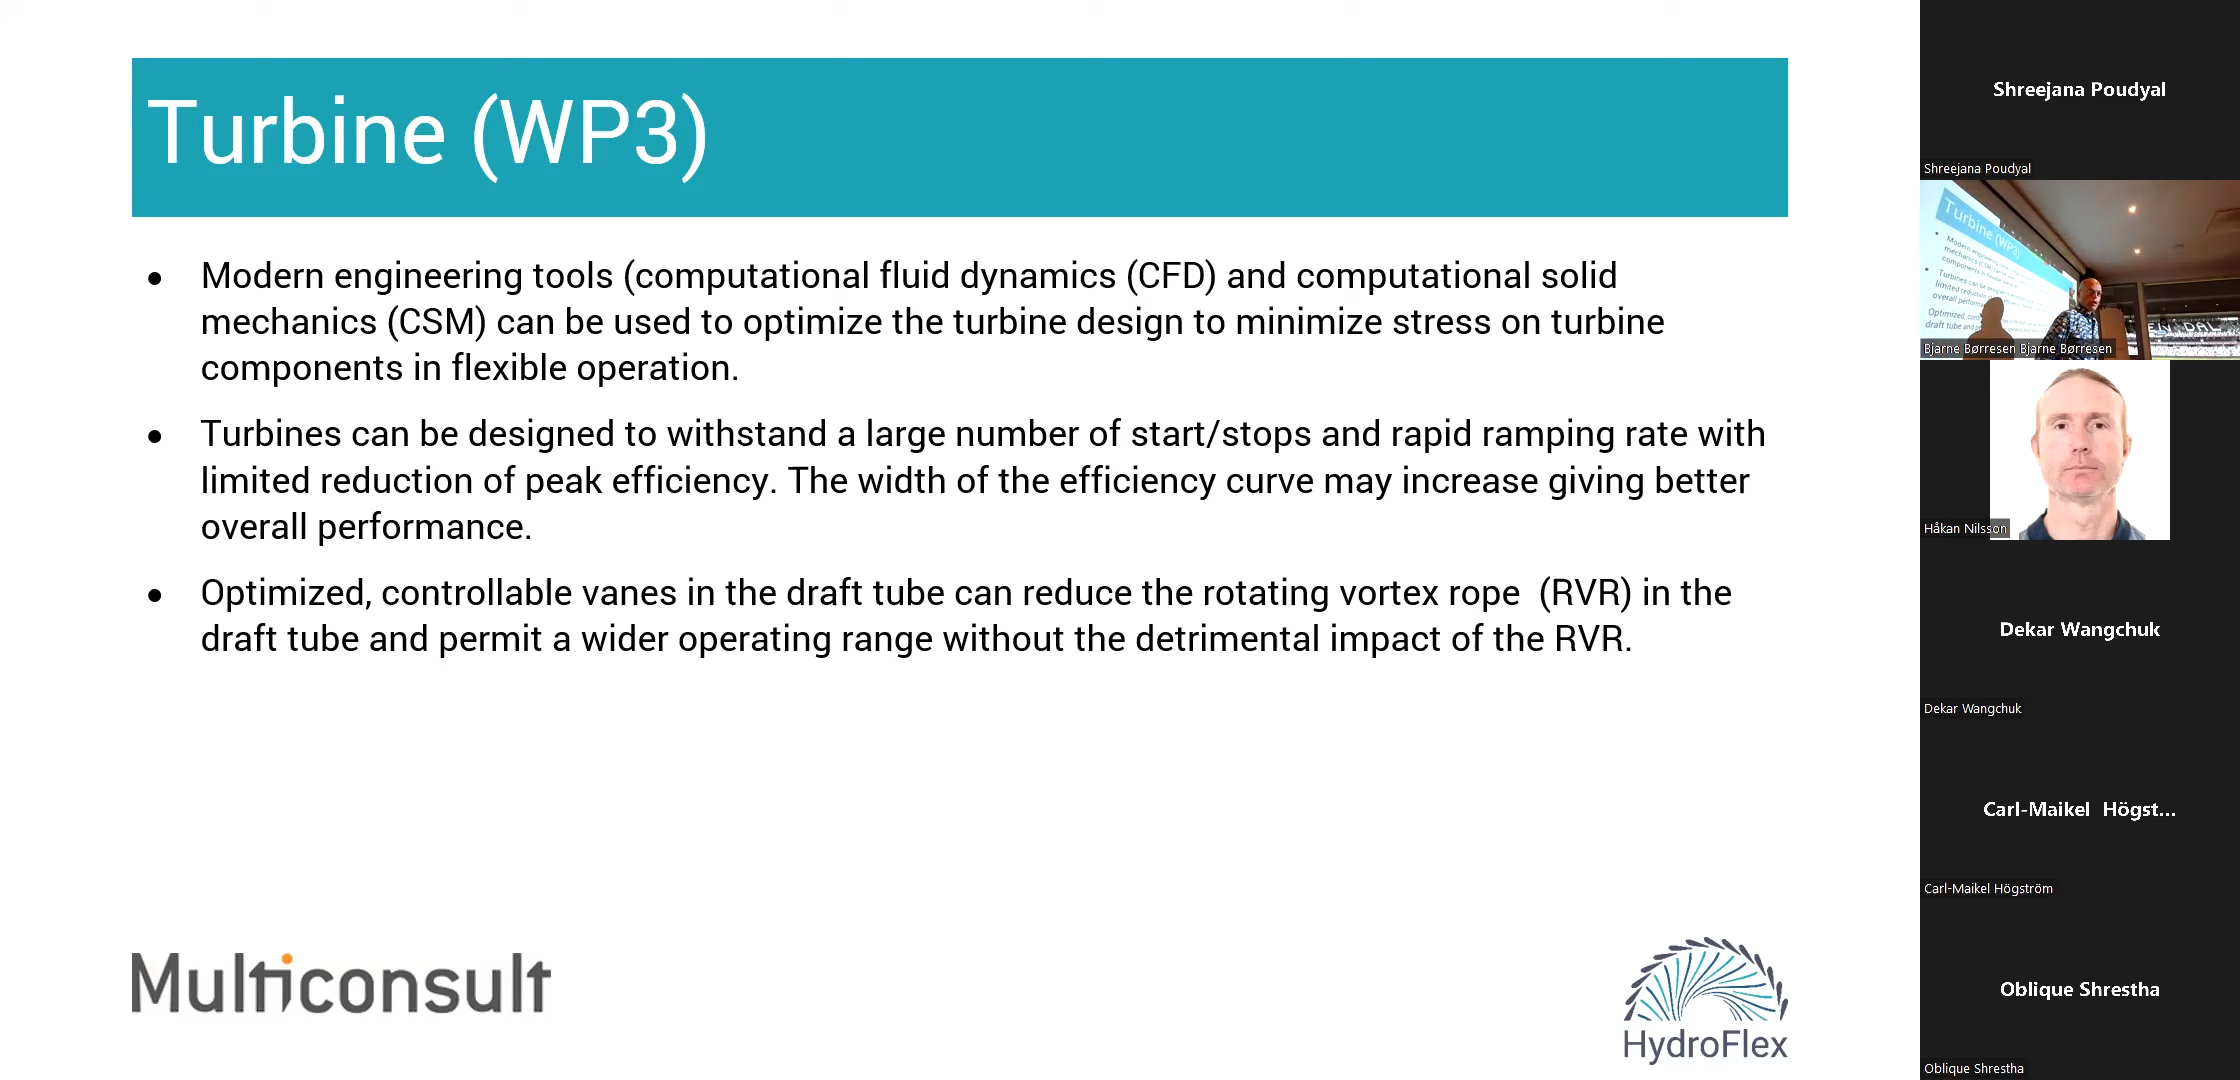 Turbine (WP3)
● Modern engineering tools (computational fluid dynamics (CFD) and computational solid
mechanics (CSM) can be used to optimize the turbine design to minimize stress on turbine
components in flexible operation.
● Turbines can be designed to withstand a large number of start/stops and rapid ramping rate with
limited reduction of peak efficiency. The width of the efficiency curve may increase giving better
overall performance.
● Optimized, controllable vanes in the draft tube can reduce the rotating vortex rope  (RVR) in the
draft tube and permit a wider operating range without the detrimental impact of the RVR.
Multiconsult
HydroFlex
Shreejana Poudyal
Shreejana Poudyal
Turbine (WP3)
Bjarne Børresen Bjarne Børresen
Håkan Nilsson
Dekar Wangchuk
Dekar Wangchuk
Carl-Maikel  Högst...
Carl-Maikel Högström
Oblique Shrestha
Oblique Shrestha